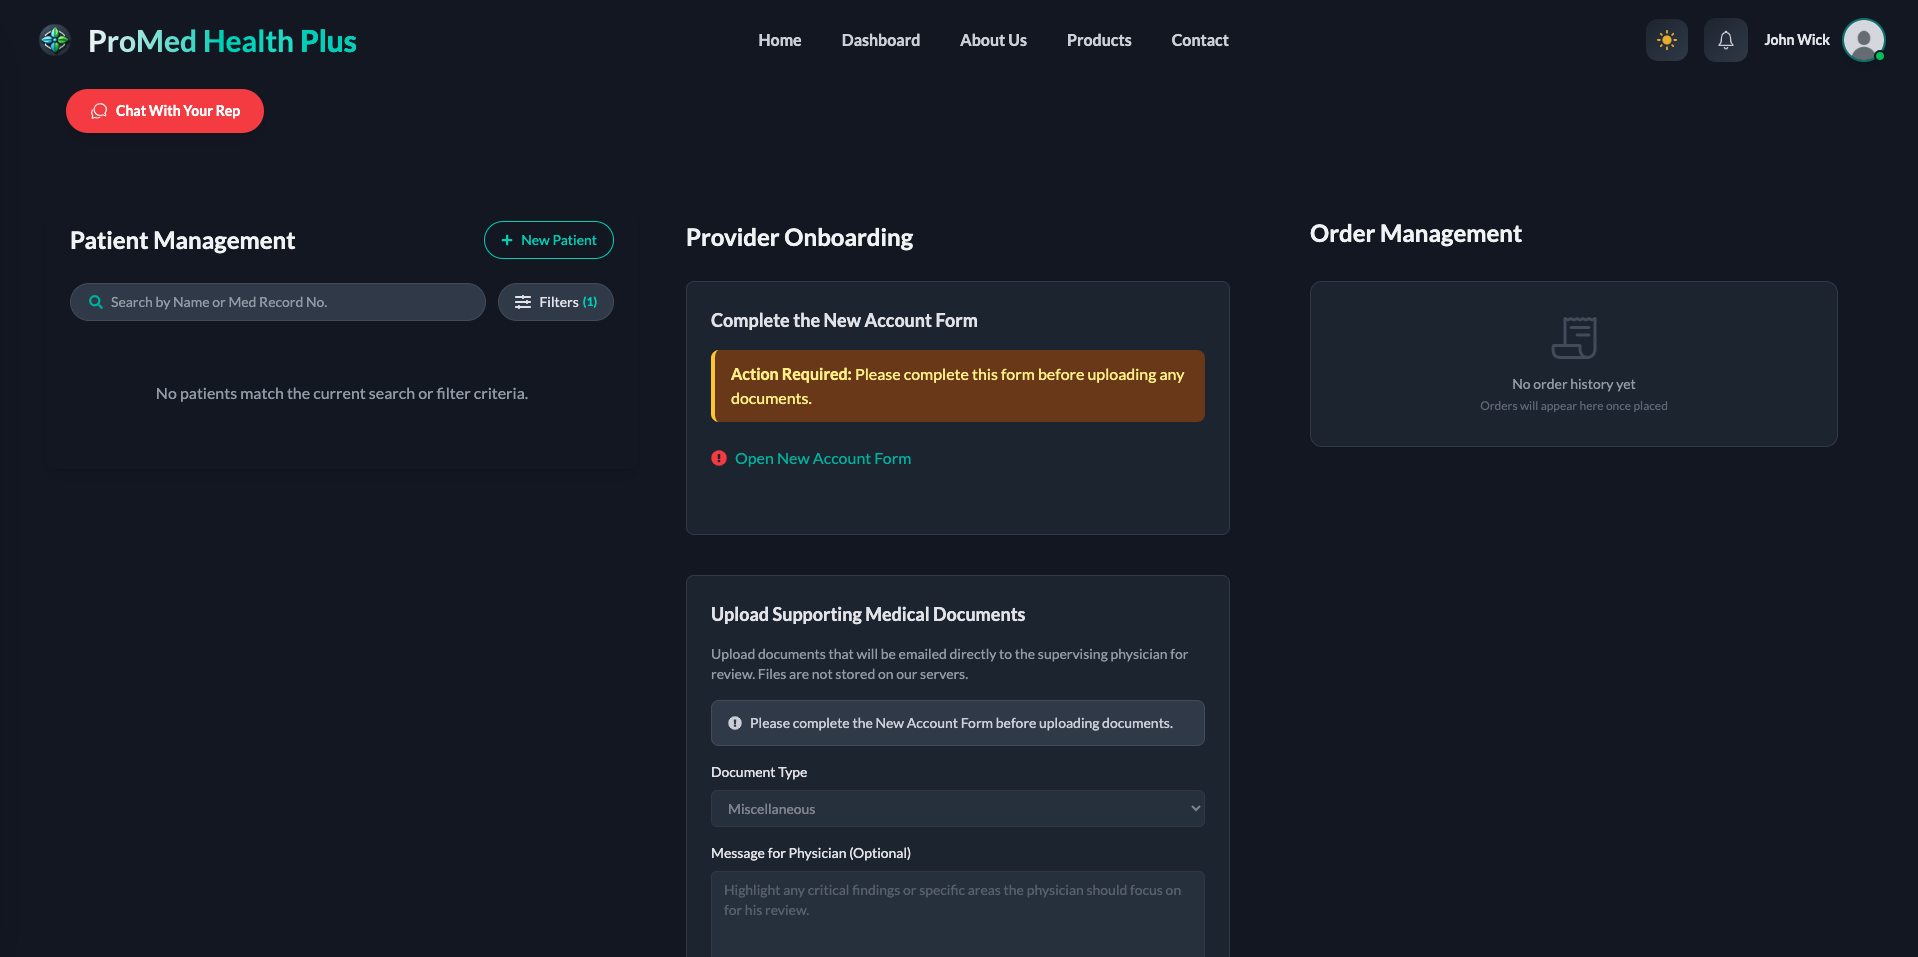 ProMed Health Plus
Home
Dashboard
About Us
Products
Contact
John Wick
Chat With Your Rep
Patient Management
New Patient
Search by Name or Med Record No.
Filters (1)
No patients match the current search or filter criteria.
Provider Onboarding
Complete the New Account Form
Action Required: Please complete this form before uploading any
documents.
Open New Account Form
Upload Supporting Medical Documents
Upload documents that will be emailed directly to the supervising physician for
review. Files are not stored on our servers.
Please complete the New Account Form before uploading documents.
Document Type
Miscellaneous
Message for Physician (Optional)
Highlight any critical findings or specific areas the physician should focus on
for his review.
Order Management
No order history yet
Orders will appear here once placed